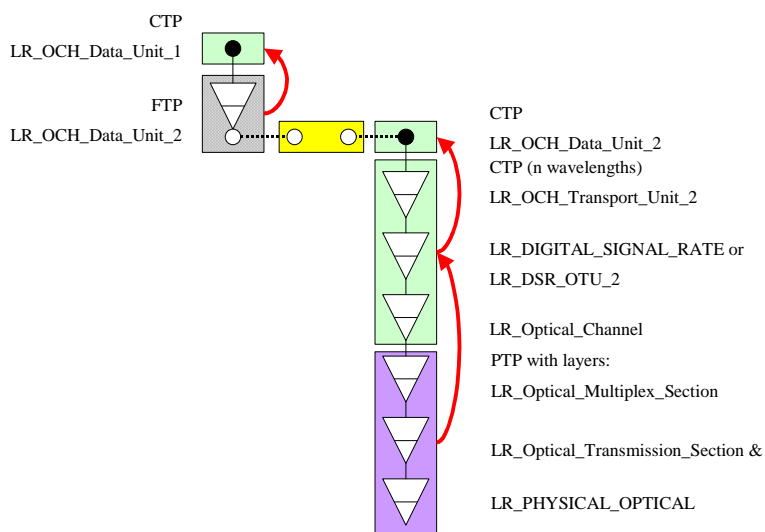 CTP
LR_OCH_Data_Unit_1
FTP
LR_OCH_Data_Unit_2
CTP
LR_OCH_Data_Unit_2
CTP (n wavelengths)
LR_OCH_Transport_Unit_2
LR_DIGITAL_SIGNAL_RATE or
LR_DSR_OTU_2
LR_Optical_Channel
PTP with layers:
LR_Optical_Multiplex_Section
LR_Optical_Transmission_Section &
LR_PHYSICAL_OPTICAL